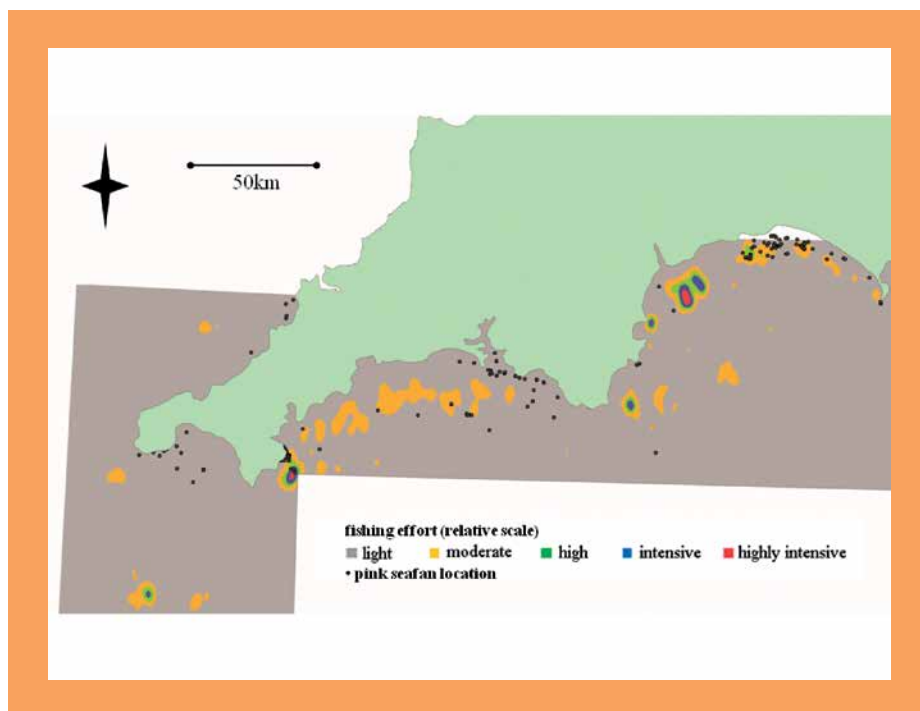 50km
fishing effort (relative scale)
light moderate high intensive highly intensive
• pink seafan location